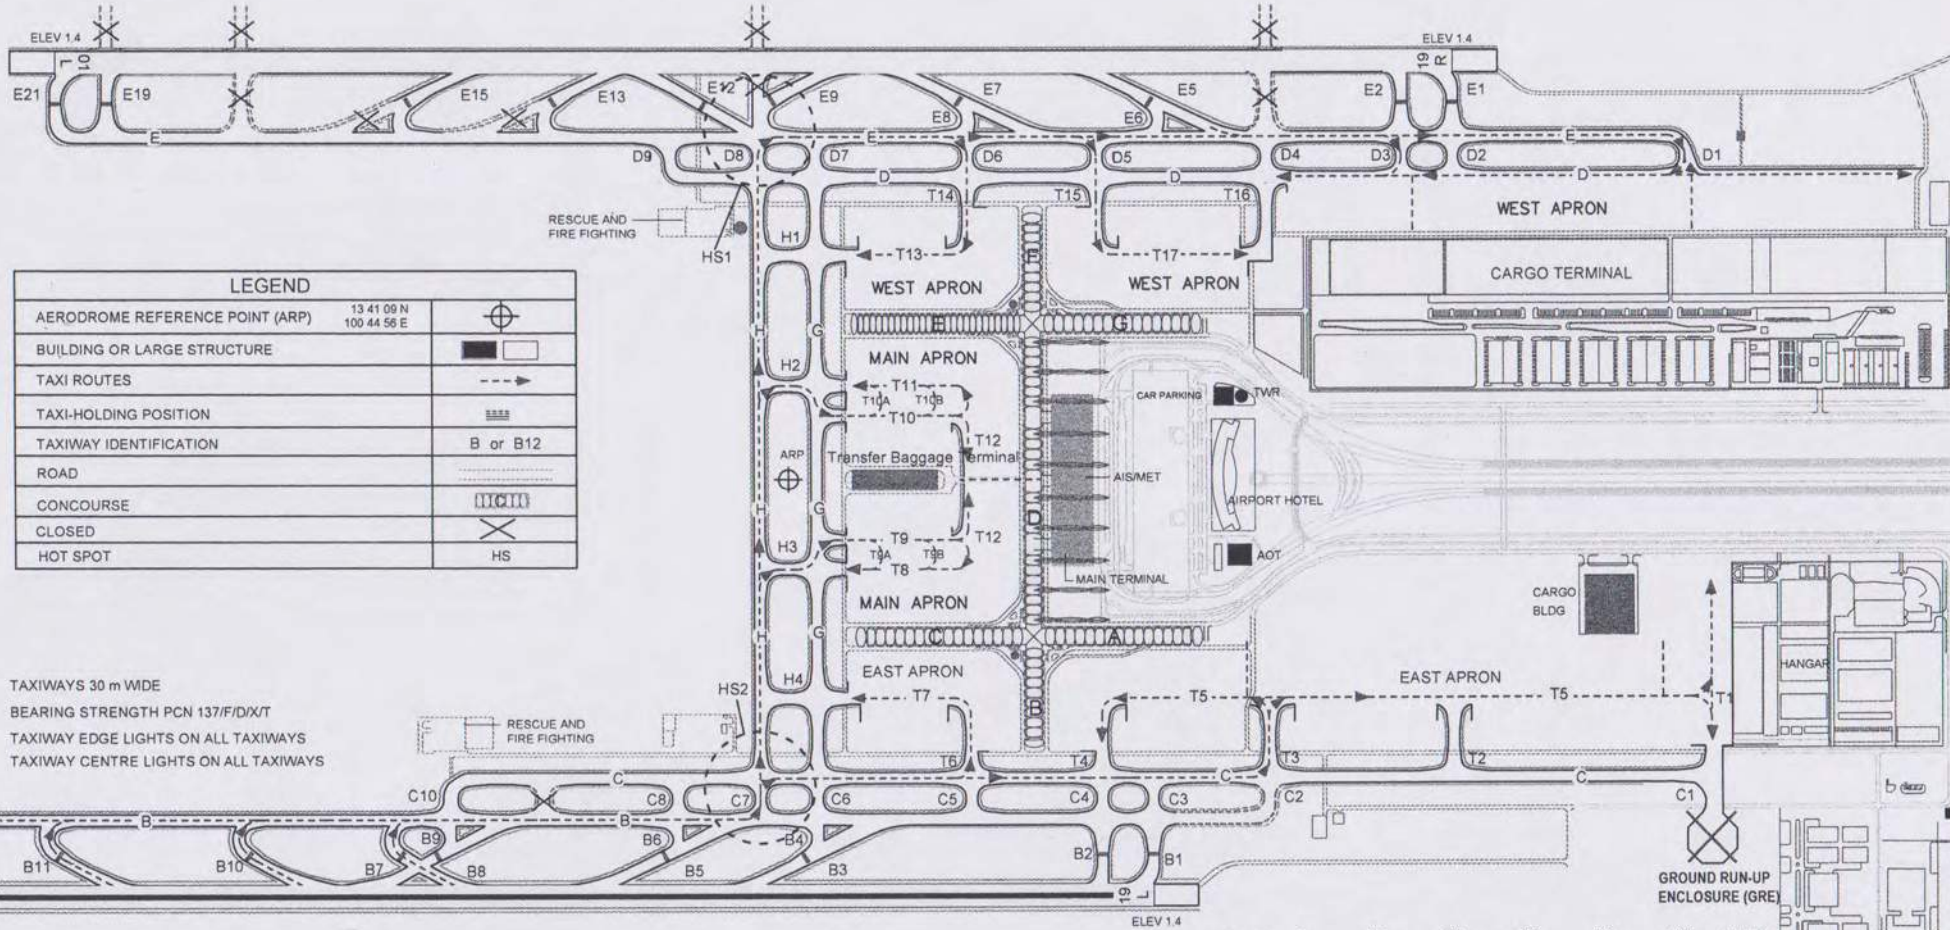 ELEV 1.4
ELEV 1.4
01
L
19
R
E21
E19
E15
E13
E12
E9
E8
E7
E6
E5
E2
E1
E
E
E
D9
D8
D7
D6
D5
D4
D3
D2
D1
D
D
D
T14
T15
T16
WEST APRON
RESCUE AND
FIRE FIGHTING
HS1
H1
T13
T17
F
WEST APRON
WEST APRON
CARGO TERMINAL
LEGEND
AERODROME REFERENCE POINT (ARP) 13 41 09 N
100 44 56 E
BUILDING OR LARGE STRUCTURE
TAXI ROUTES
TAXI-HOLDING POSITION
TAXIWAY IDENTIFICATION B or B12
ROAD
CONCOURSE C
CLOSED
HOT SPOT HS
H
G
E
G
MAIN APRON
H2
T11
T10A
T10B
T10
CAR PARKING
TWR
T12
ARP
Transfer Baggage Terminal
AIS/MET
AIRPORT HOTEL
H
G
D
H3
T9
T12
T9A
T9B
T8
AOT
MAIN TERMINAL
CARGO
BLDG
MAIN APRON
H
G
C
A
EAST APRON
EAST APRON
HANGAR
H4
HS2
T7
B
T5
T5
T1
TAXIWAYS 30 m WIDE
BEARING STRENGTH PCN 137/F/D/X/T
TAXIWAY EDGE LIGHTS ON ALL TAXIWAYS
TAXIWAY CENTRE LIGHTS ON ALL TAXIWAYS
RESCUE AND
FIRE FIGHTING
T6
T4
T3
T2
C
C
C
C10
C8
C7
C6
C5
C4
C3
C2
C1
B
B
B11
B10
B7
B9
B8
B6
B5
B4
B3
B2
B1
19
L
ELEV 1.4
GROUND RUN-UP
ENCLOSURE (GRE)